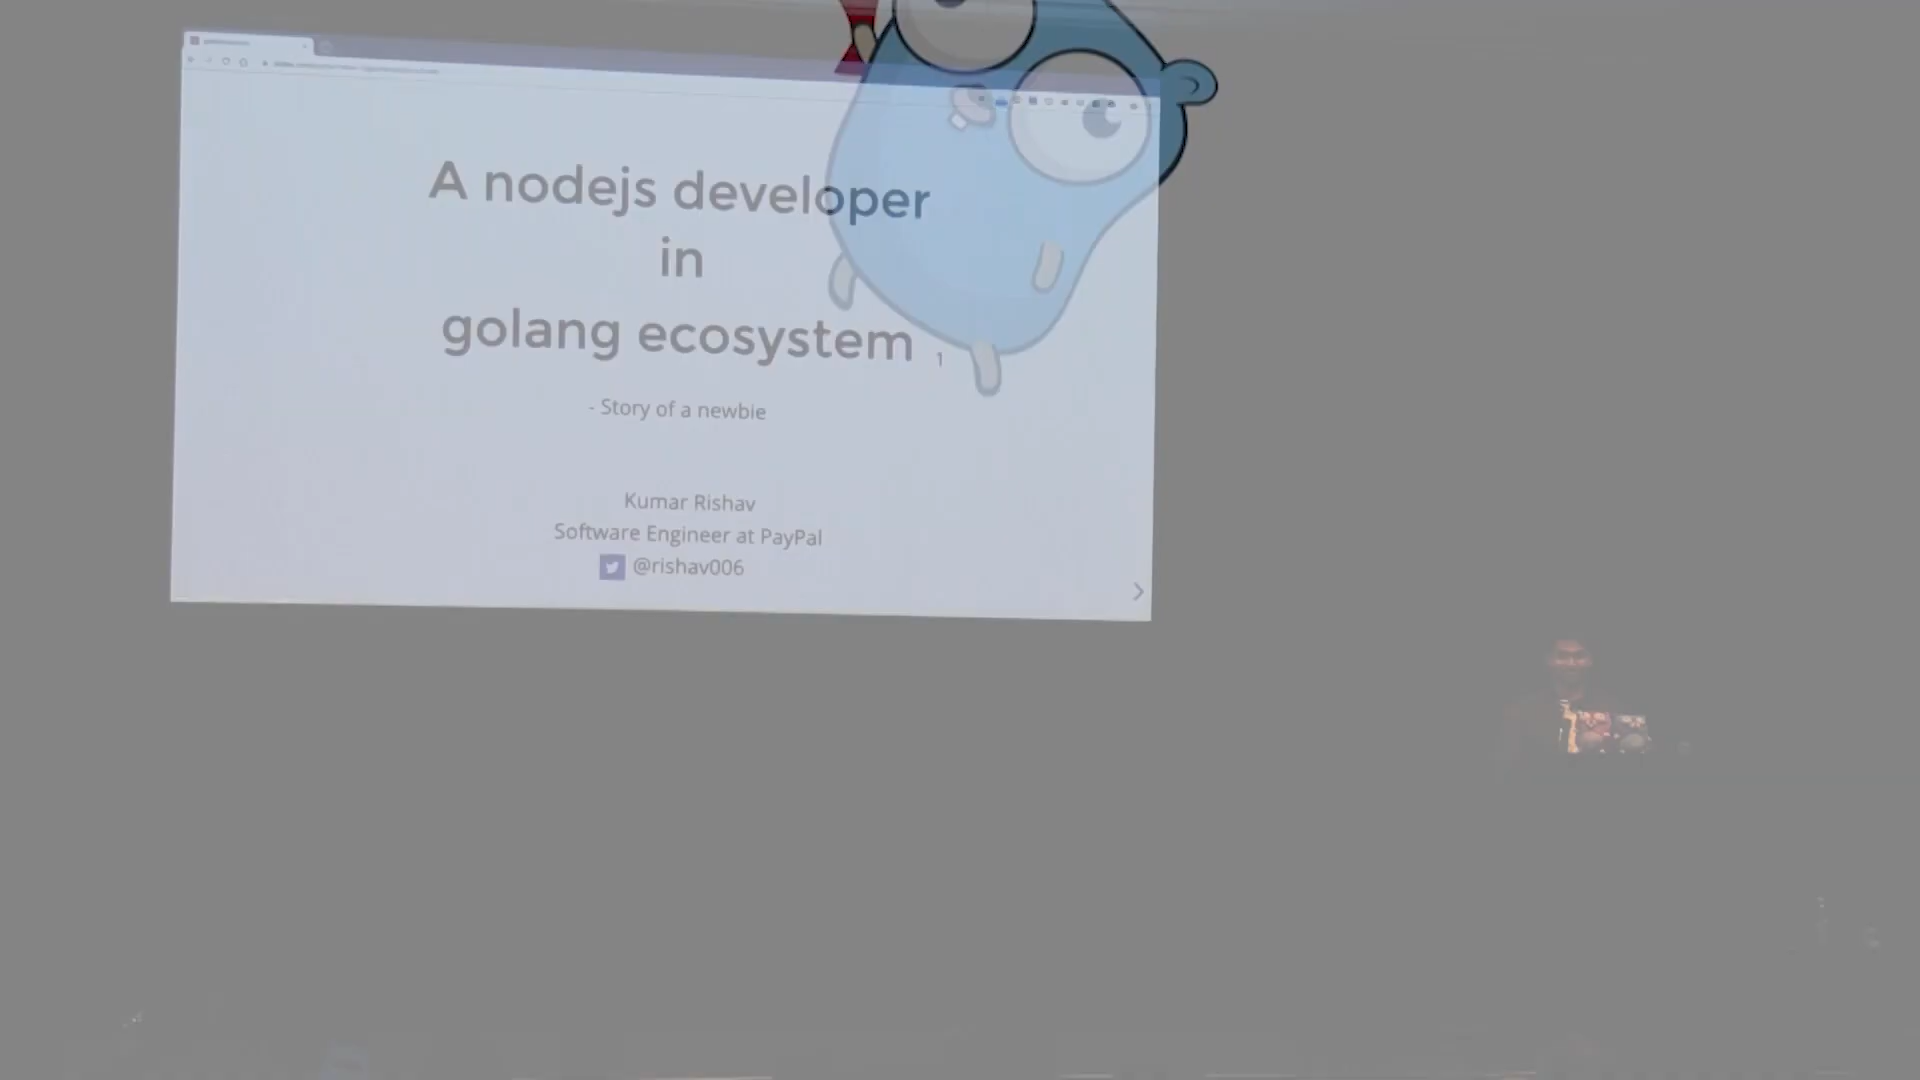 A nodejs developer
in
golang ecosystem 1
- Story of a newbie
Kumar Rishav
Software Engineer at PayPal
@rishav006